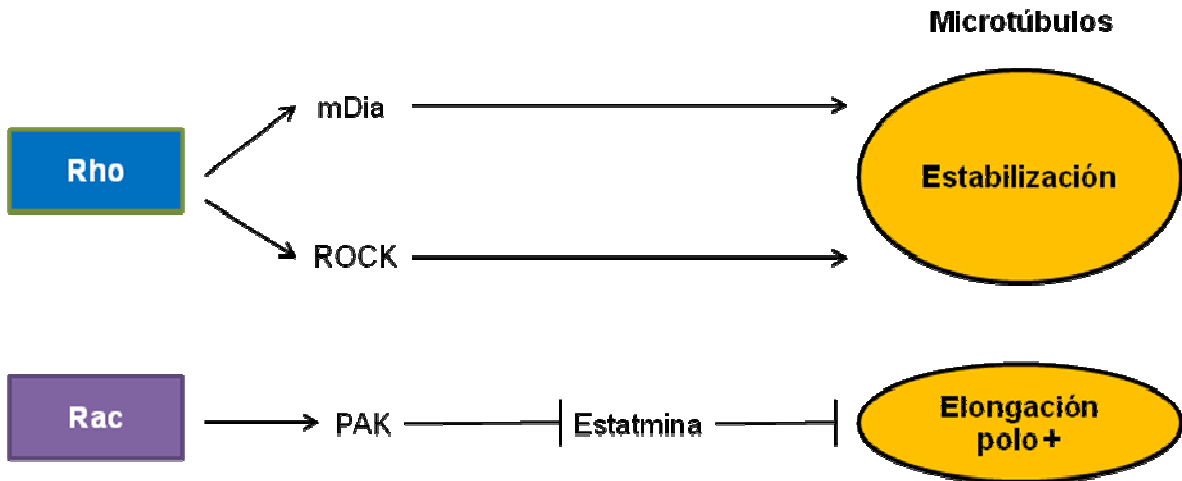 Microtúbulos
mDia
Rho
Estabilización
ROCK
Rac
PAK
Estatmina
Elongación
polo+